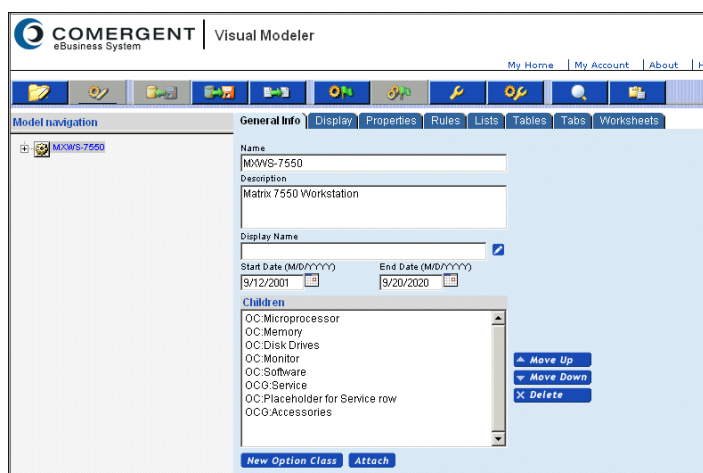 COMERGENT
eBusiness System
Visual Modeler
My Home | My Account | About | H
Model navigation
General Info Display Properties Rules Lists Tables Tabs Worksheets
MXWS-7550
Name
MXWS-7550
Description
Matrix 7550 Workstation
Display Name
Start Date (M/D/YYYY) End Date (M/D/YYYY)
9/12/2001 9/20/2020
Children
OC:Microprocessor
OC:Memory
OC:Disk Drives
OC:Monitor
OC:Software
OCG:Service
OC:Placeholder for Service row
OCG:Accessories
Move Up
Move Down
Delete
New Option Class Attach